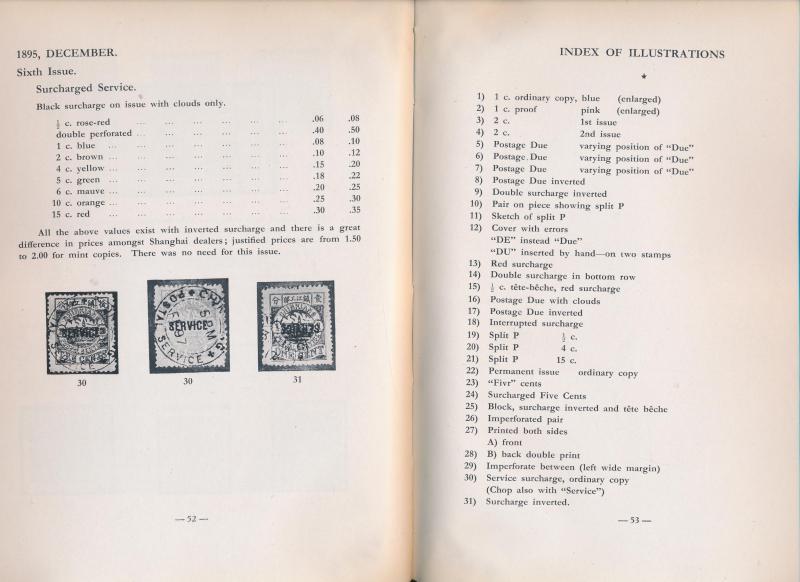 1895, DECEMBER.
Sixth Issue.
Surcharged Service.
Black surcharge on issue with clouds only.
½ c. rose-red ... ... ... ... ... ... .06 .08
double perforated ... ... ... ... ... ... .40 .50
1 c. blue ... ... ... ... ... ... .08 .10
2 c. brown ... ... ... ... ... ... .10 .12
4 c. yellow ... ... ... ... ... ... .15 .20
5 c. green ... ... ... ... ... ... .18 .22
6 c. mauve ... ... ... ... ... ... .20 .25
10 c. orange ... ... ... ... ... ... .25 .30
15 c. red ... ... ... ... ... ... .30 .35
All the above values exist with inverted surcharge and there is a great
difference in prices amongst Shanghai dealers; justified prices are from 1.50
to 2.00 for mint copies. There was no need for this issue.
SERVICE
SERVICE
SERVICE
30
30
31
— 52 —
INDEX OF ILLUSTRATIONS
*
1) 1 c. ordinary copy, blue (enlarged)
2) 1 c. proof pink (enlarged)
3) 2 c. 1st issue
4) 2 c. 2nd issue
5) Postage Due varying position of "Due"
6) Postage Due varying position of "Due"
7) Postage Due varying position of "Due"
8) Postage Due inverted
9) Double surcharge inverted
10) Pair on piece showing split P
11) Sketch of split P
12) Cover with errors
"DE" instead "Due"
"DU" inserted by hand—on two stamps
13) Red surcharge
14) Double surcharge in bottom row
15) ½ c. tête-bêche, red surcharge
16) Postage Due with clouds
17) Postage Due inverted
18) Interrupted surcharge
19) Split P ½ c.
20) Split P 4 c.
21) Split P 15 c.
22) Permanent issue ordinary copy
23) "Fivr" cents
24) Surcharged Five Cents
25) Block, surcharge inverted and tête bêche
26) Imperforated pair
27) Printed both sides
A) front
28) B) back double print
29) Imperforate between (left wide margin)
30) Service surcharge, ordinary copy
(Chop also with "Service")
31) Surcharge inverted.
— 53 —